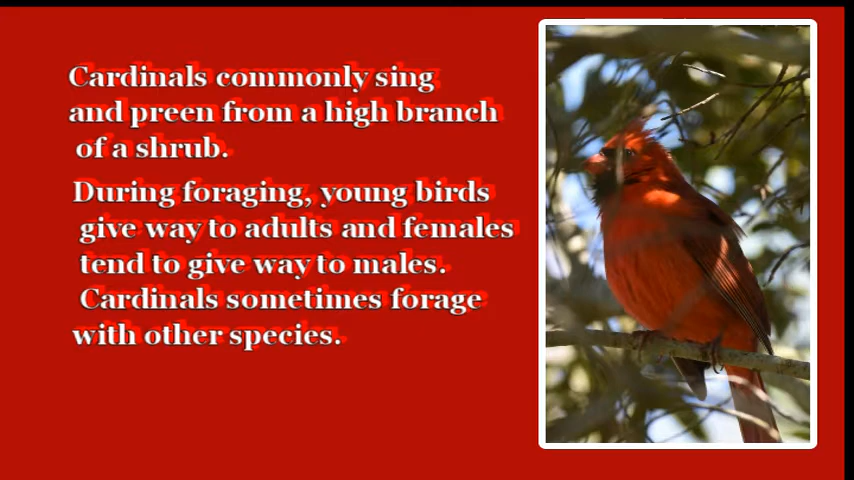 Cardinals commonly sing
and preen from a high branch
of a shrub.
During foraging, young birds
give way to adults and females
tend to give way to males.
Cardinals sometimes forage
with other species.